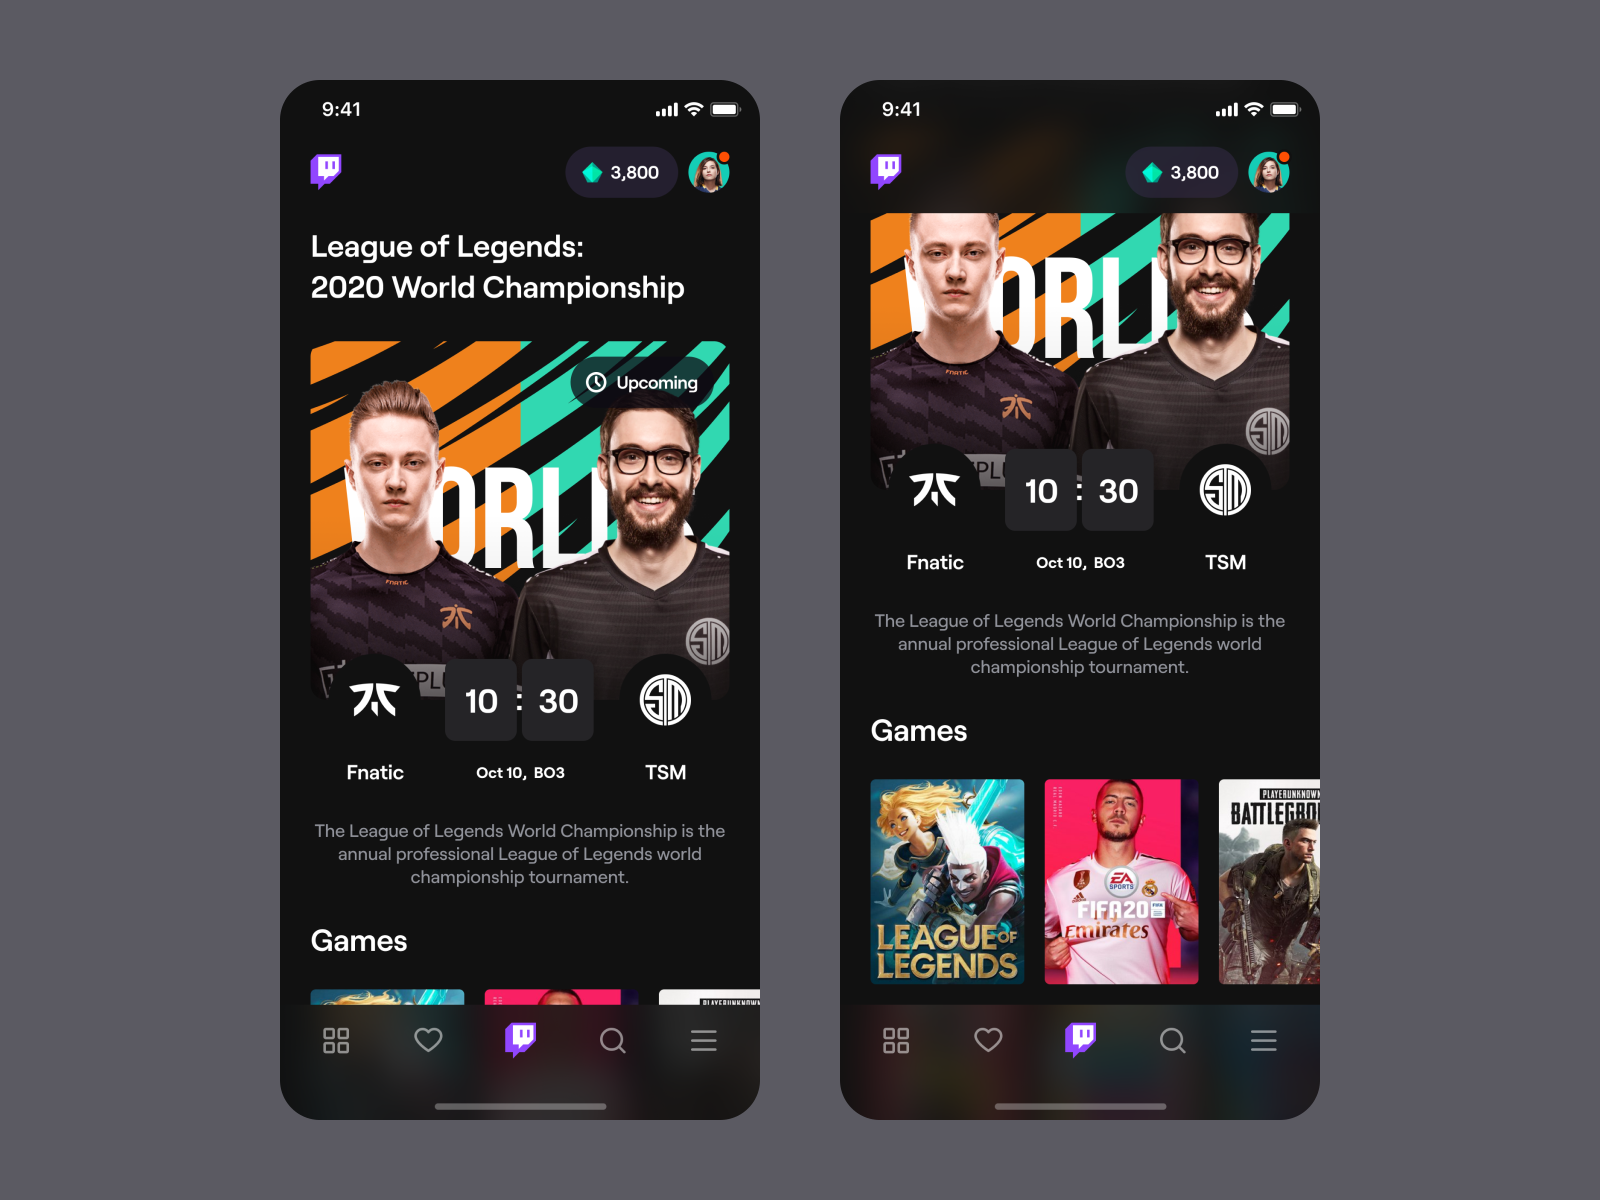 9:41
3,800
League of Legends:
2020 World Championship
Upcoming
FNATIC
10 : 30
Fnatic
Oct 10, BO3
TSM
The League of Legends World Championship is the
annual professional League of Legends world
championship tournament.
Games
9:41
3,800
FNATIC
10 : 30
Fnatic
Oct 10, BO3
TSM
The League of Legends World Championship is the
annual professional League of Legends world
championship tournament.
Games
LEAGUE OF
LEGENDS
EA
SPORTS
FIFA 20
Emirates
PLAYERUNKNOWN
BATTLEGRO